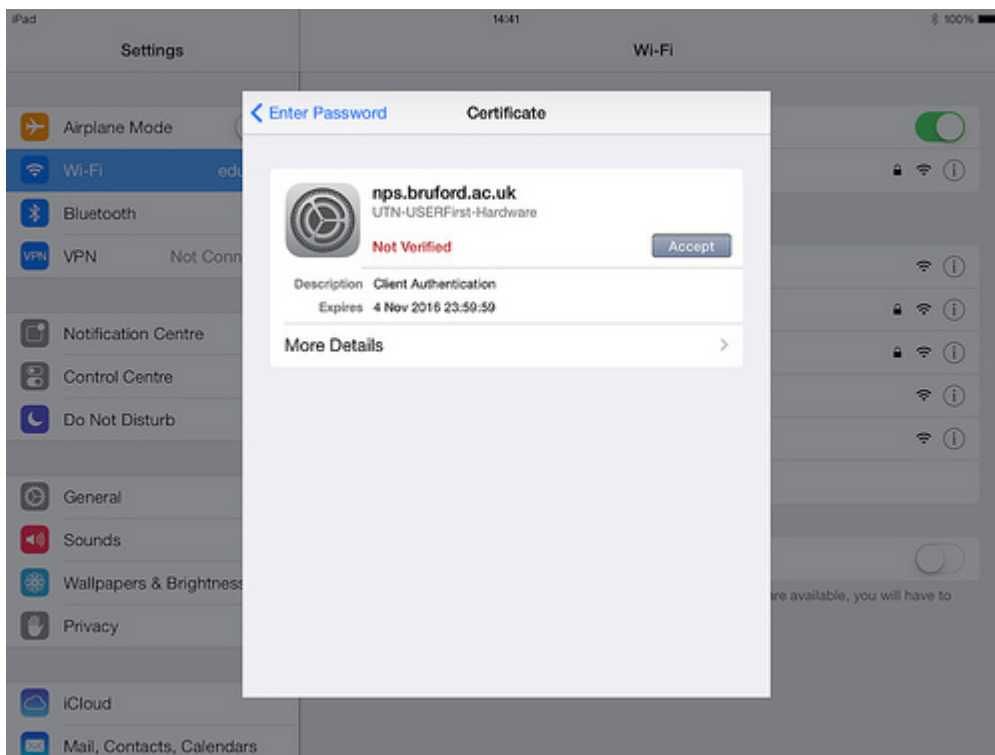 iPad 14:41 100%
Settings Wi-Fi
Enter Password Certificate
Airplane Mode
Wi-Fi edu
Bluetooth
VPN VPN Not Conn
nps.bruford.ac.uk
UTN-USERFirst-Hardware
Not Verified Accept
Description Client Authentication
Expires 4 Nov 2016 23:59:59
More Details
Notification Centre
Control Centre
Do Not Disturb
General
Sounds
Wallpapers & Brightness
are available, you will have to
Privacy
iCloud
Mail, Contacts, Calendars